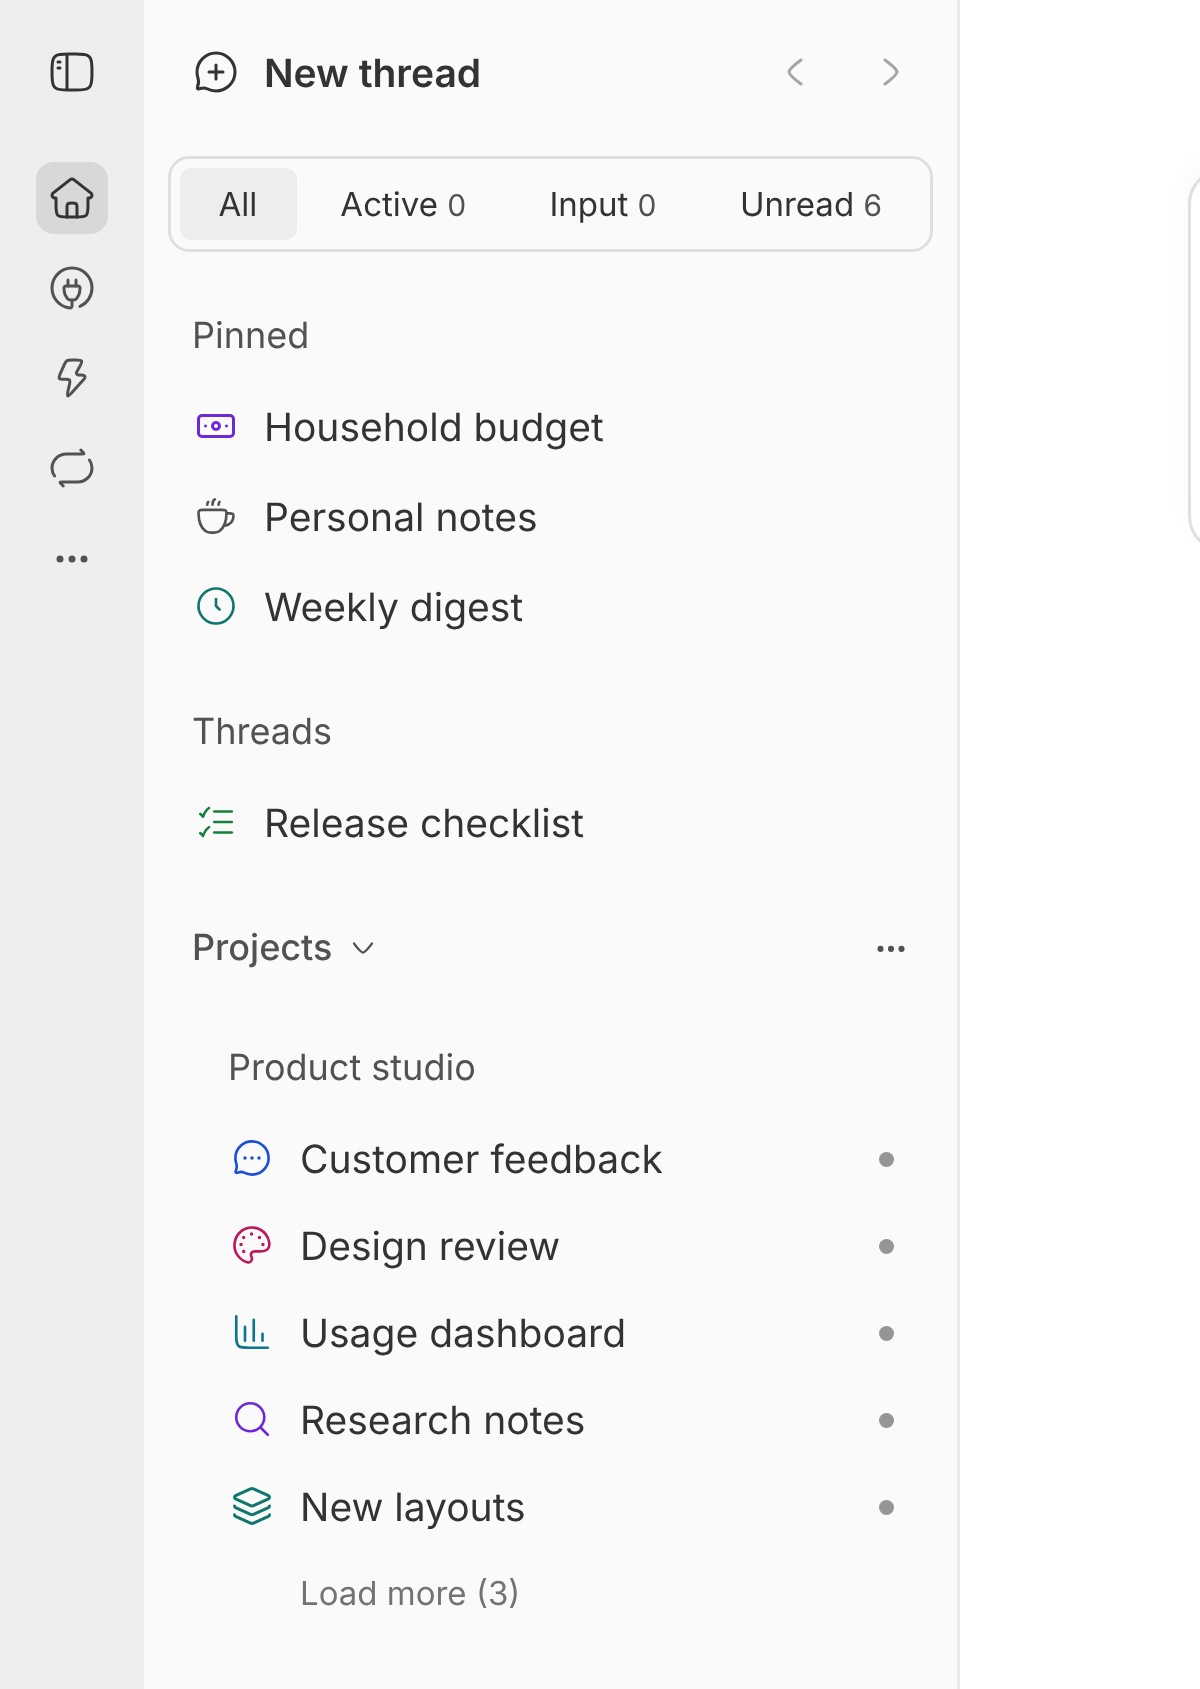 New thread
All Active 0 Input 0 Unread 6
Pinned
Household budget
Personal notes
Weekly digest
Threads
Release checklist
Projects
Product studio
Customer feedback
Design review
Usage dashboard
Research notes
New layouts
Load more (3)